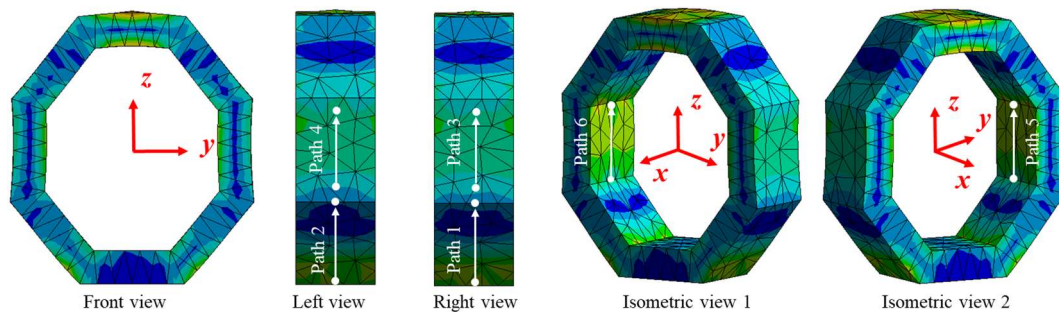 z
y
Front view
Path 4
Path 2
Left view
Path 3
Path 1
Right view
Path 6
z
x
y
Isometric view 1
z
y
x
Path 5
Isometric view 2